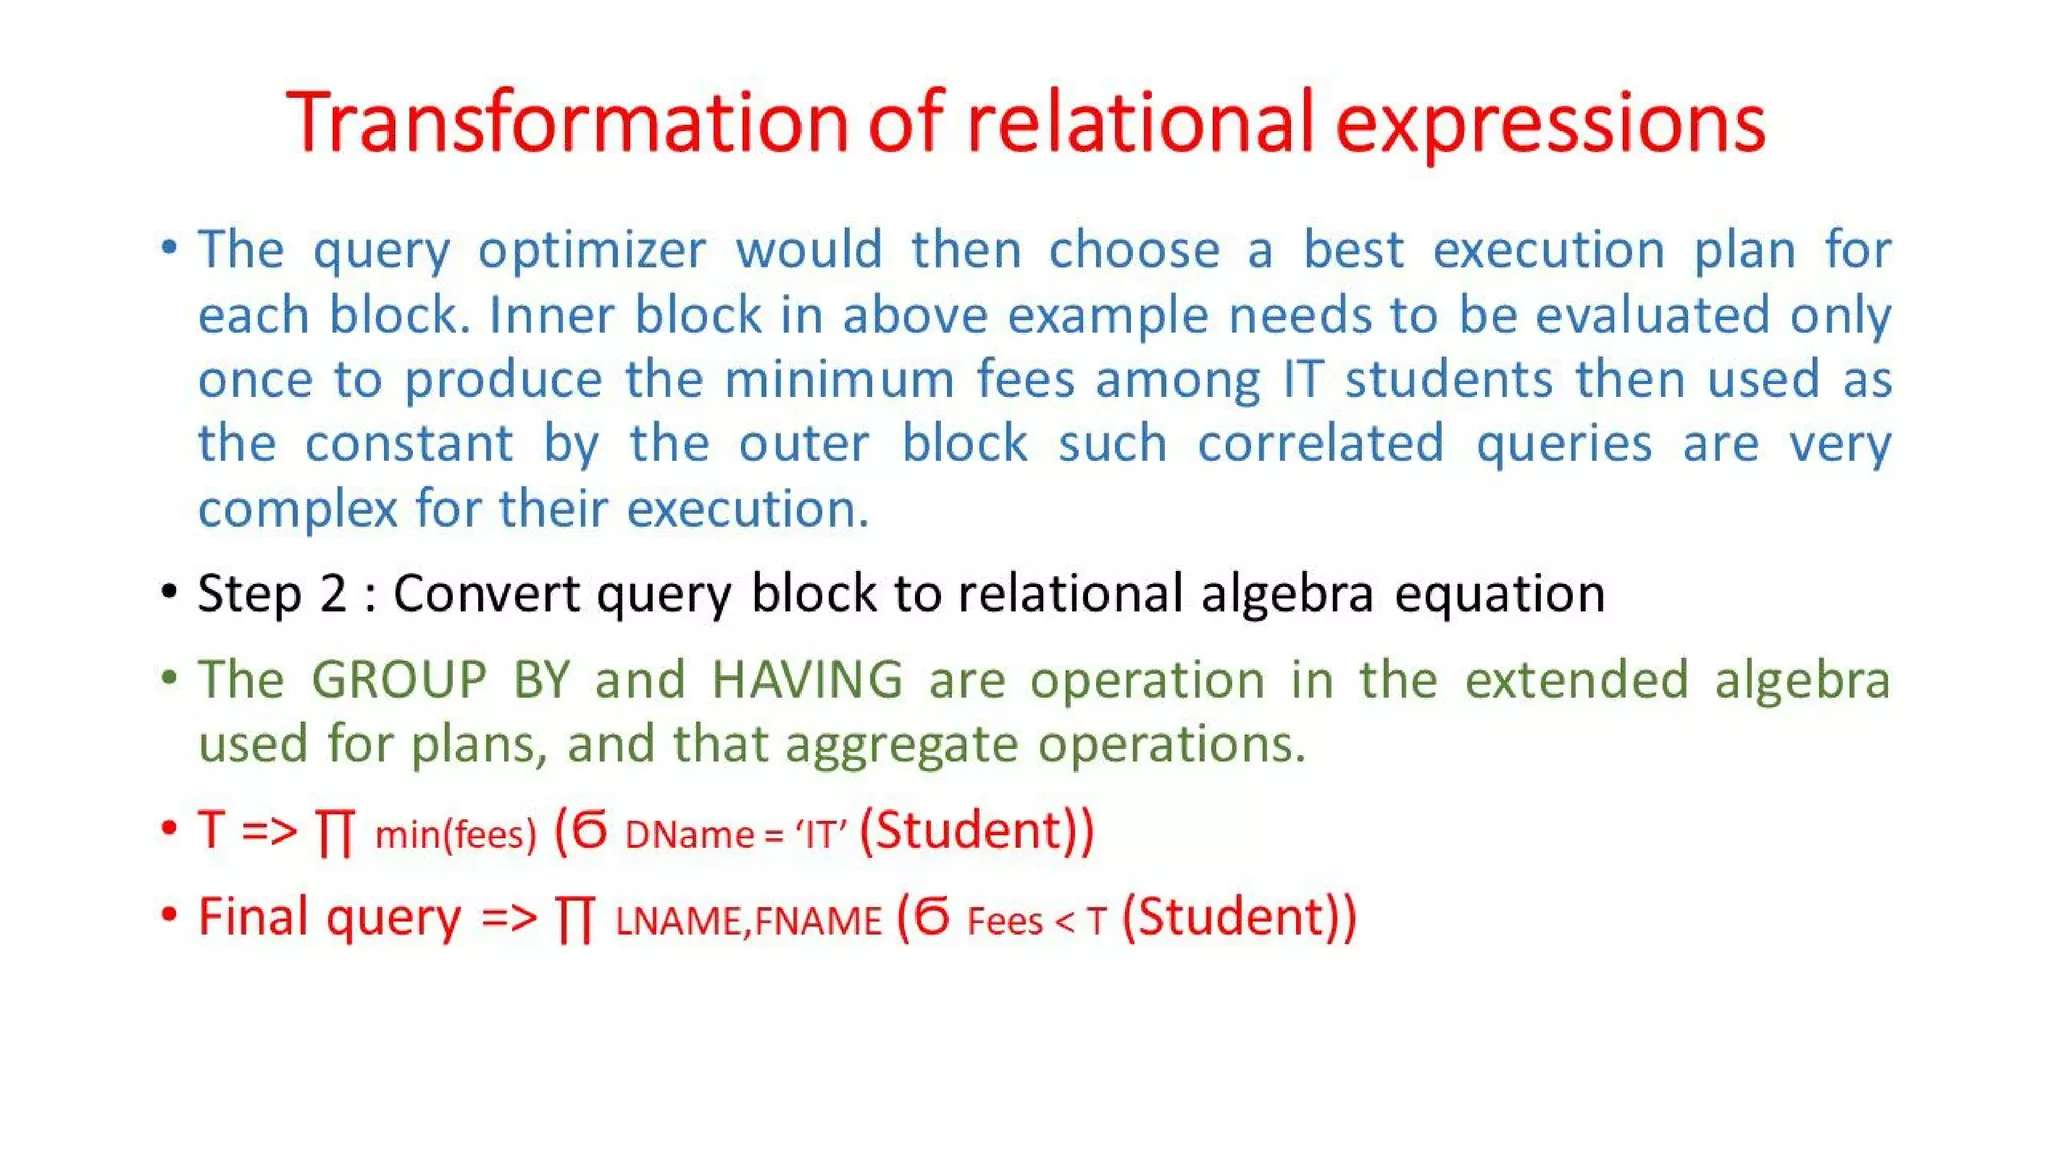 Transformation of relational expressions
• The query optimizer would then choose a best execution plan for
each block. Inner block in above example needs to be evaluated only
once to produce the minimum fees among IT students then used as
the constant by the outer block such correlated queries are very
complex for their execution.
• Step 2 : Convert query block to relational algebra equation
• The GROUP BY and HAVING are operation in the extended algebra
used for plans, and that aggregate operations.
• T => ∏ min(fees) (Ϭ DName = ‘IT’ (Student))
• Final query => ∏ LNAME,FNAME (Ϭ Fees < T (Student))